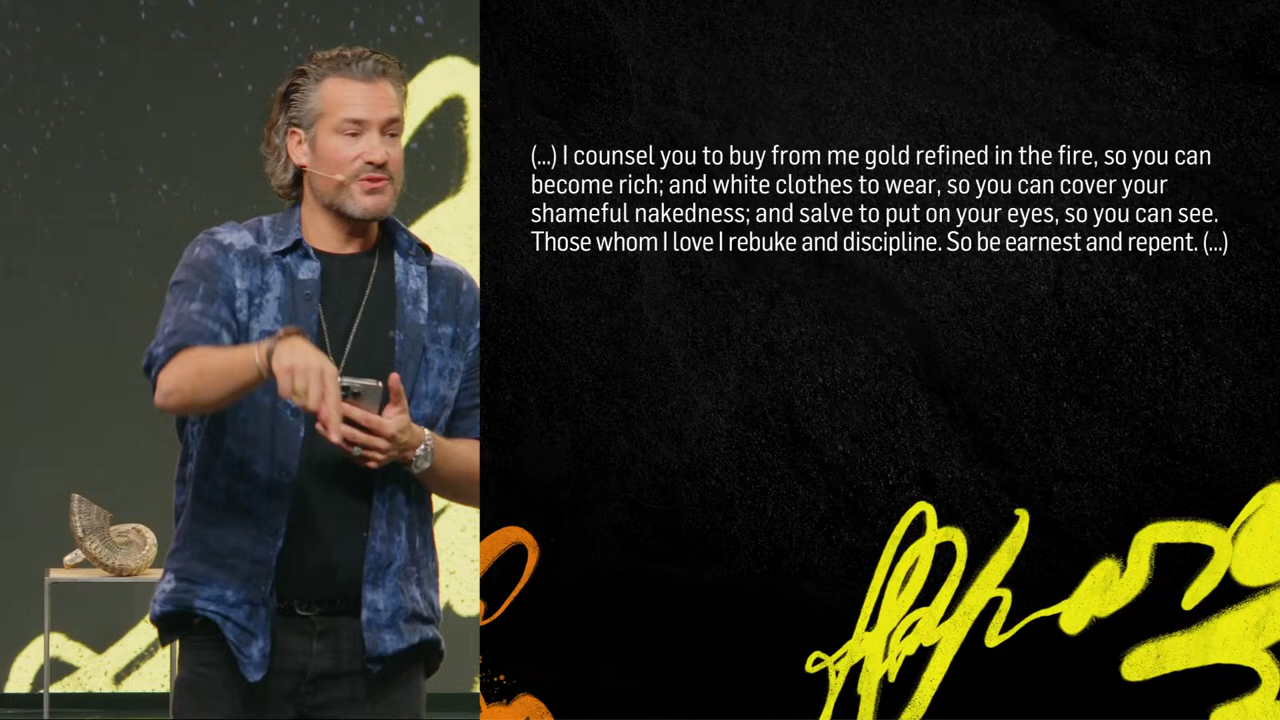 (...) I counsel you to buy from me gold refined in the fire, so you can
become rich; and white clothes to wear, so you can cover your
shameful nakedness; and salve to put on your eyes, so you can see.
Those whom I love I rebuke and discipline. So be earnest and repent. (...)